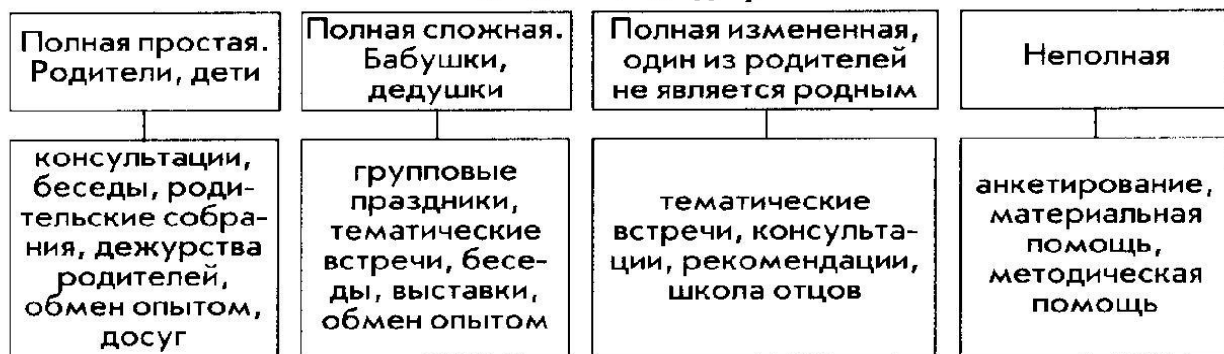 Полная простая.
Родители, дети
Полная сложная.
Бабушки,
дедушки
Полная измененная,
один из родителей
не является родным
Неполная
консультации,
беседы, роди-
тельские собра-
ния, дежурства
родителей,
обмен опытом,
досуг
групповые
праздники,
тематические
встречи, бесе-
ды, выставки,
обмен опытом
тематические
встречи, консульта-
ции, рекомендации,
школа отцов
анкетирование,
материальная
помощь,
методическая
помощь